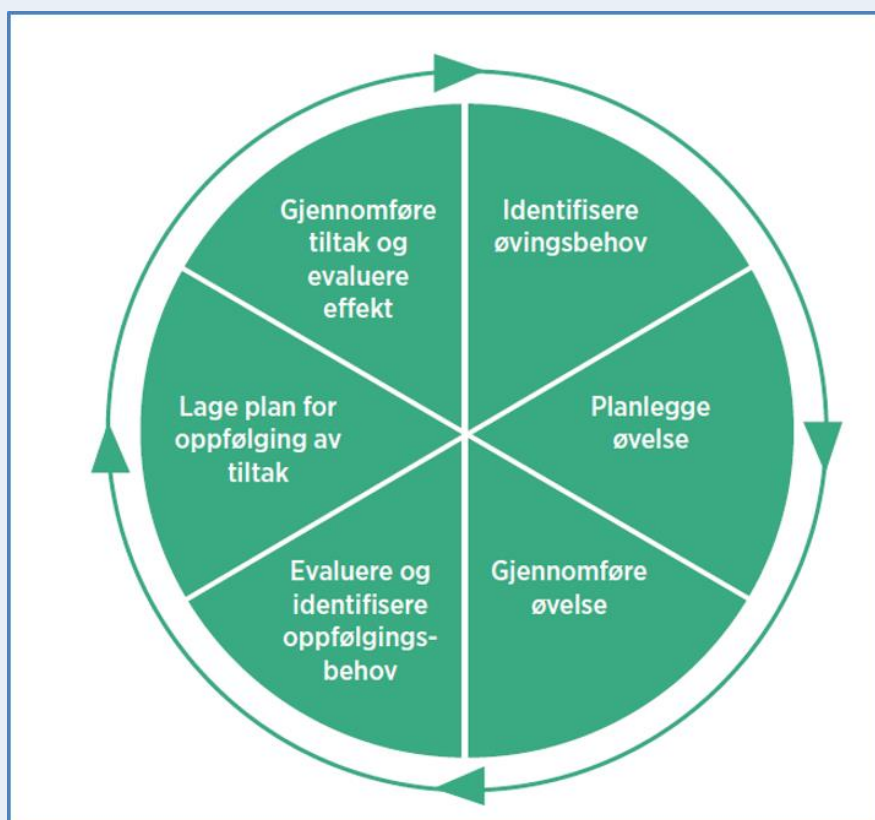 Identifisere
øvingsbehov
Planlegge
øvelse
Gjennomføre
øvelse
Evaluere og
identifisere
oppfølgings-
behov
Lage plan for
oppfølging av
tiltak
Gjennomføre
tiltak og
evaluere
effekt